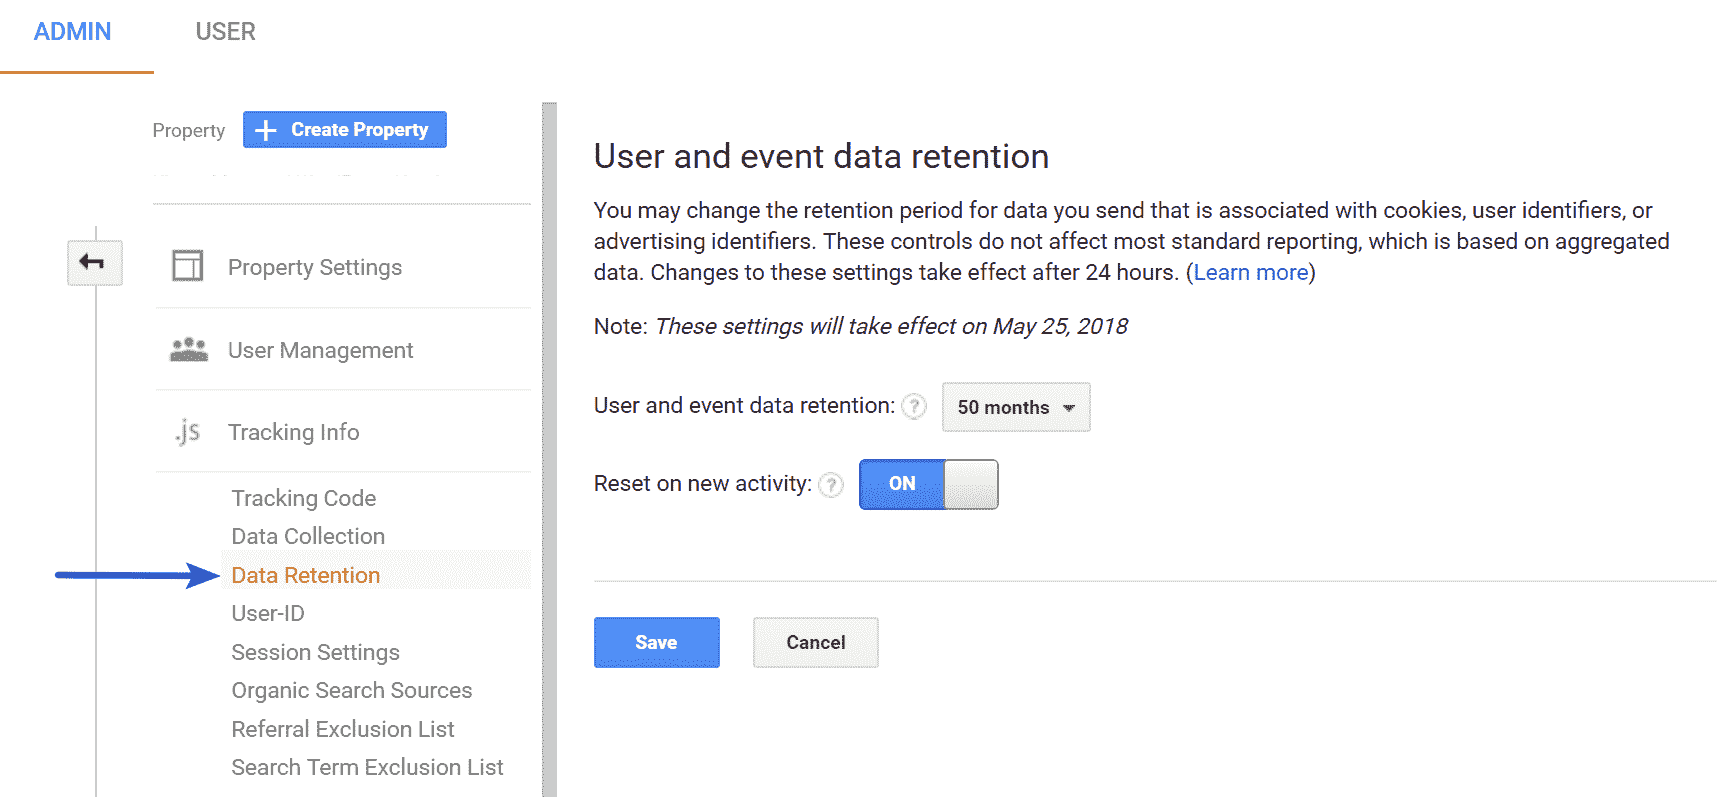 ADMIN
USER
Property
Create Property
Property Settings
User Management
.js Tracking Info
Tracking Code
Data Collection
Data Retention
User-ID
Session Settings
Organic Search Sources
Referral Exclusion List
Search Term Exclusion List
User and event data retention
You may change the retention period for data you send that is associated with cookies, user identifiers, or
advertising identifiers. These controls do not affect most standard reporting, which is based on aggregated
data. Changes to these settings take effect after 24 hours. (Learn more)
Note: These settings will take effect on May 25, 2018
User and event data retention: ? 50 months
Reset on new activity: ? ON
Save
Cancel